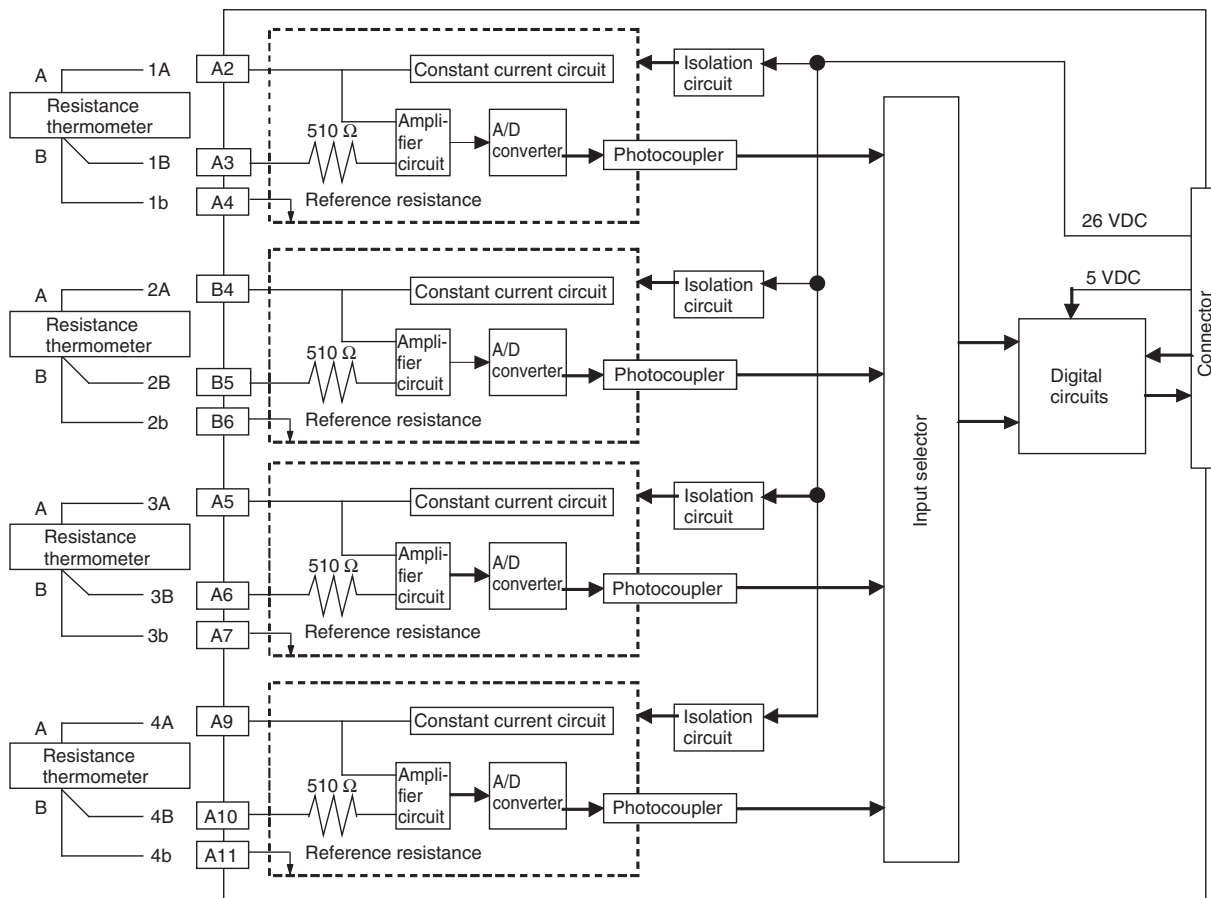 A
1A
A2
Constant current circuit
Isolation
circuit
Resistance
thermometer
510 Ω
Ampli-
fier
circuit
A/D
converter
Photocoupler
B
1B
A3
1b
A4
Reference resistance
26 VDC
A
2A
B4
Constant current circuit
Isolation
circuit
5 VDC
Resistance
thermometer
510 Ω
Ampli-
fier
circuit
A/D
converter
Photocoupler
B
2B
B5
2b
B6
Reference resistance
Input selector
Digital
circuits
Connector
A
3A
A5
Constant current circuit
Isolation
circuit
Resistance
thermometer
510 Ω
Ampli-
fier
circuit
A/D
converter
Photocoupler
B
3B
A6
3b
A7
Reference resistance
A
4A
A9
Constant current circuit
Isolation
circuit
Resistance
thermometer
510 Ω
Ampli-
fier
circuit
A/D
converter
Photocoupler
B
4B
A10
4b
A11
Reference resistance